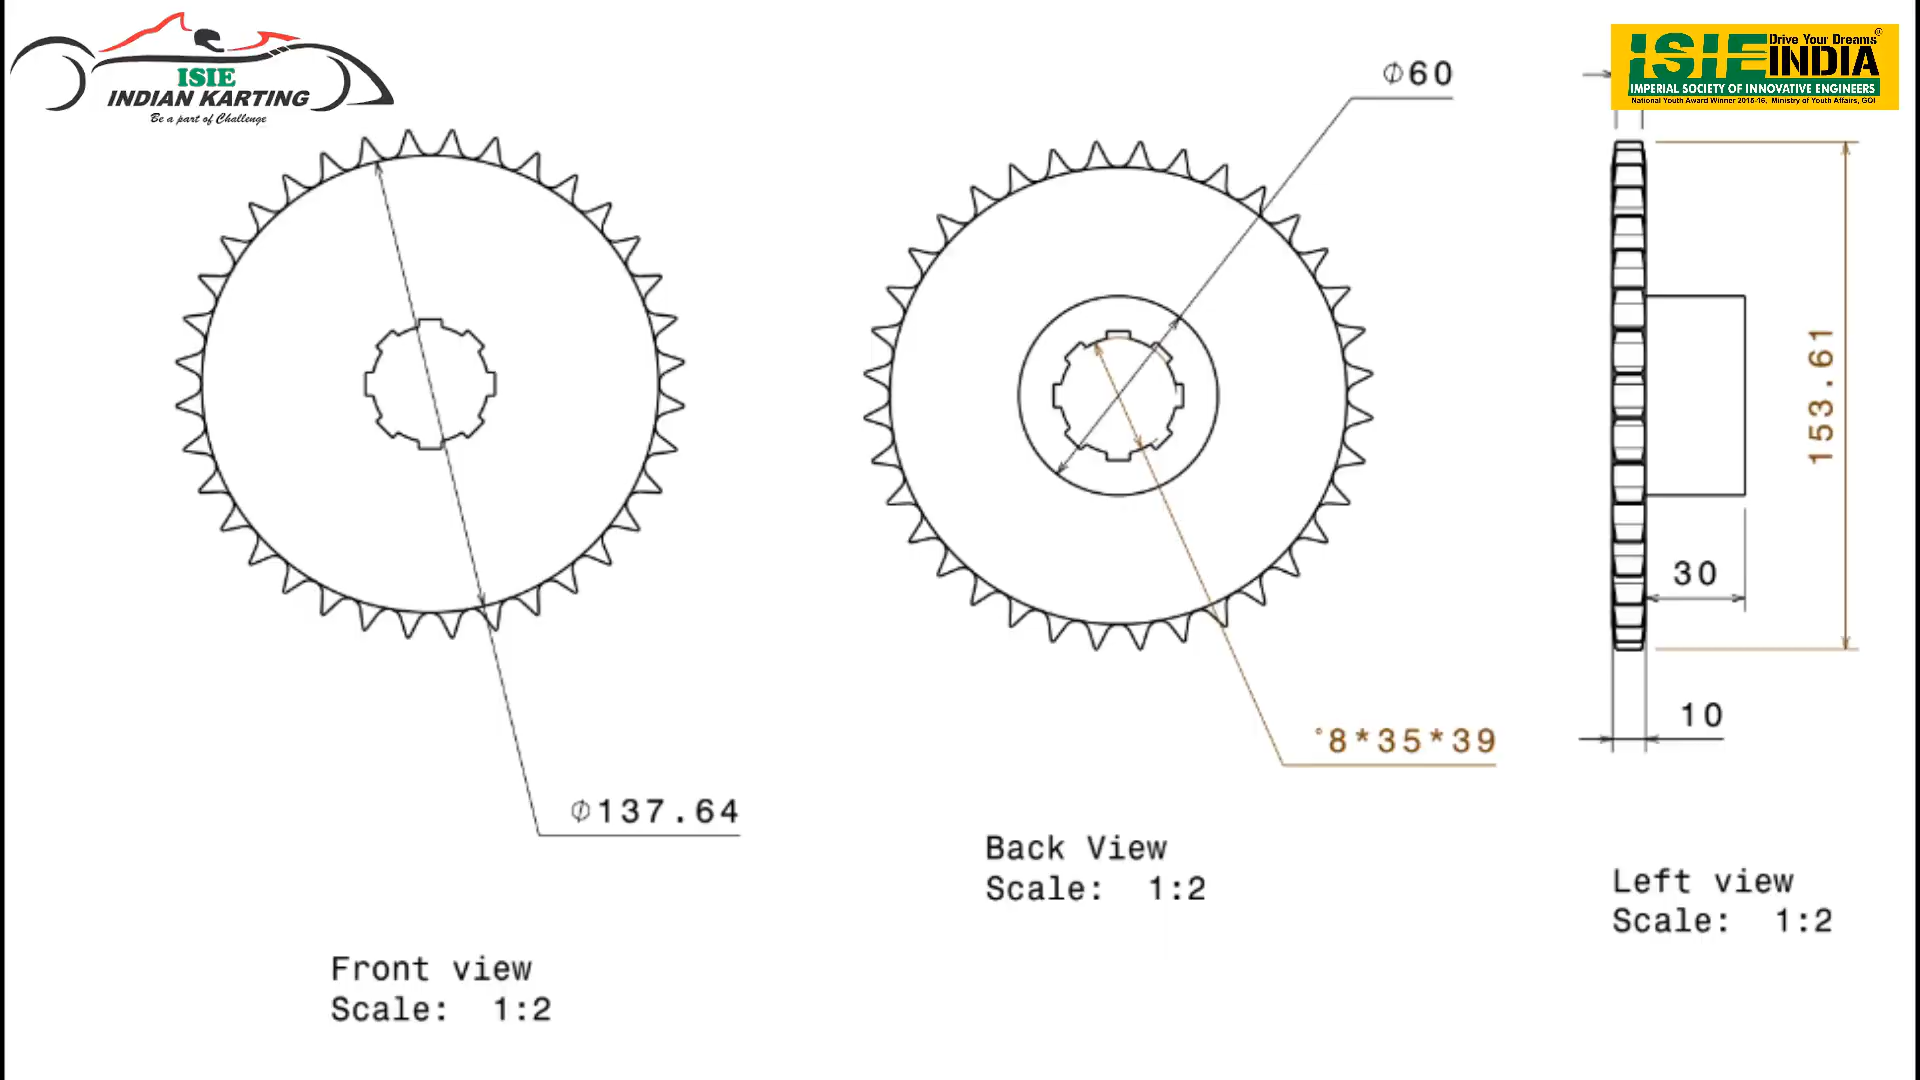 ISIE
INDIAN KARTING
Be a part of Challenge
Drive Your Dreams®
ISIE INDIA
IMPERIAL SOCIETY OF INNOVATIVE ENGINEERS
National Youth Award Winner 2015-16, Ministry of Youth Affairs, GOI
⌀60
153.61
30
10
°8*35*39
⌀137.64
Back View
Scale: 1:2
Left view
Scale: 1:2
Front view
Scale: 1:2